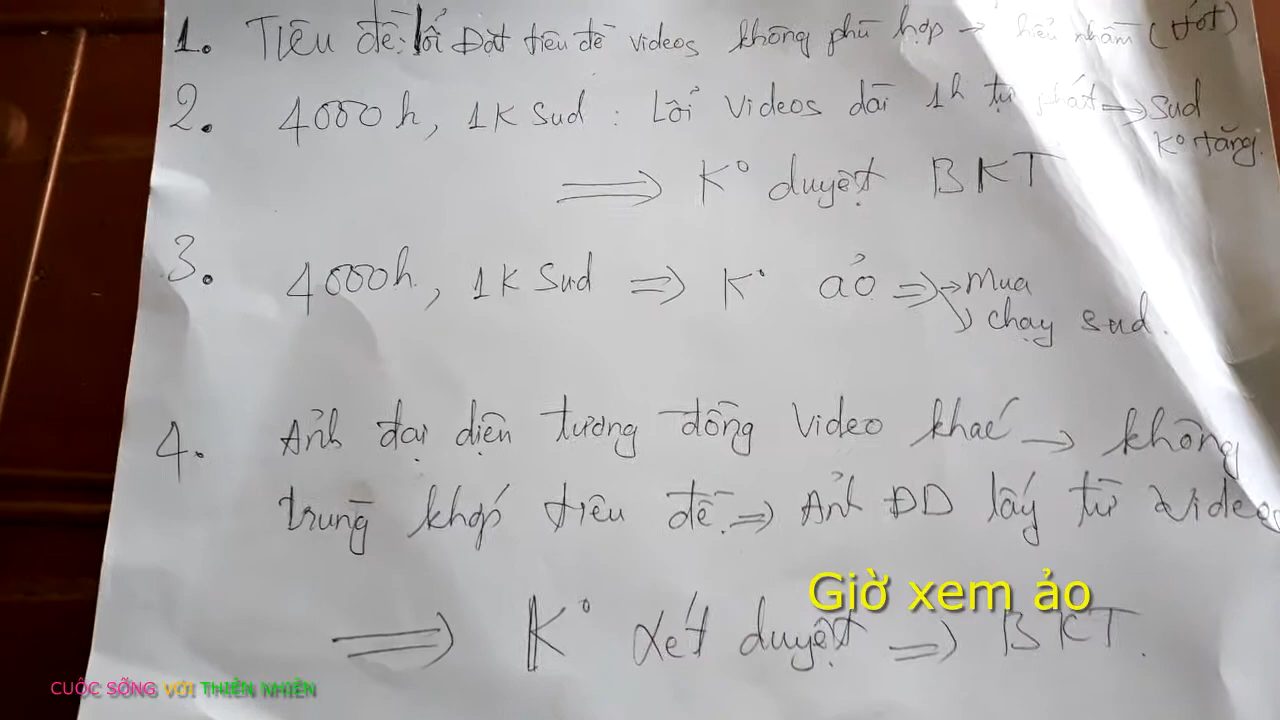 1. Tiêu đề: lỗi Đặt tiêu đề videos không phù hợp → hiểu nhầm (ướt)
2. 4000h, 1K Sud : Lỗi Videos dài 1h tự phát → Sud
K° tăng.
⟹ K° duyệt BKT
3. 4000h, 1K Sud ⇒ K° ảo ⇒ → Mua
↘ chạy sud.
4. Ảnh đại diện tương đồng Video khác → không
trùng khớp tiêu đề. ⇒ Ảnh ĐD lấy từ Videos
Giờ xem ảo
⟹ K° xét duyệt ⇒ BKT.
CUỘC SỐNG VỚI THIÊN NHIÊN